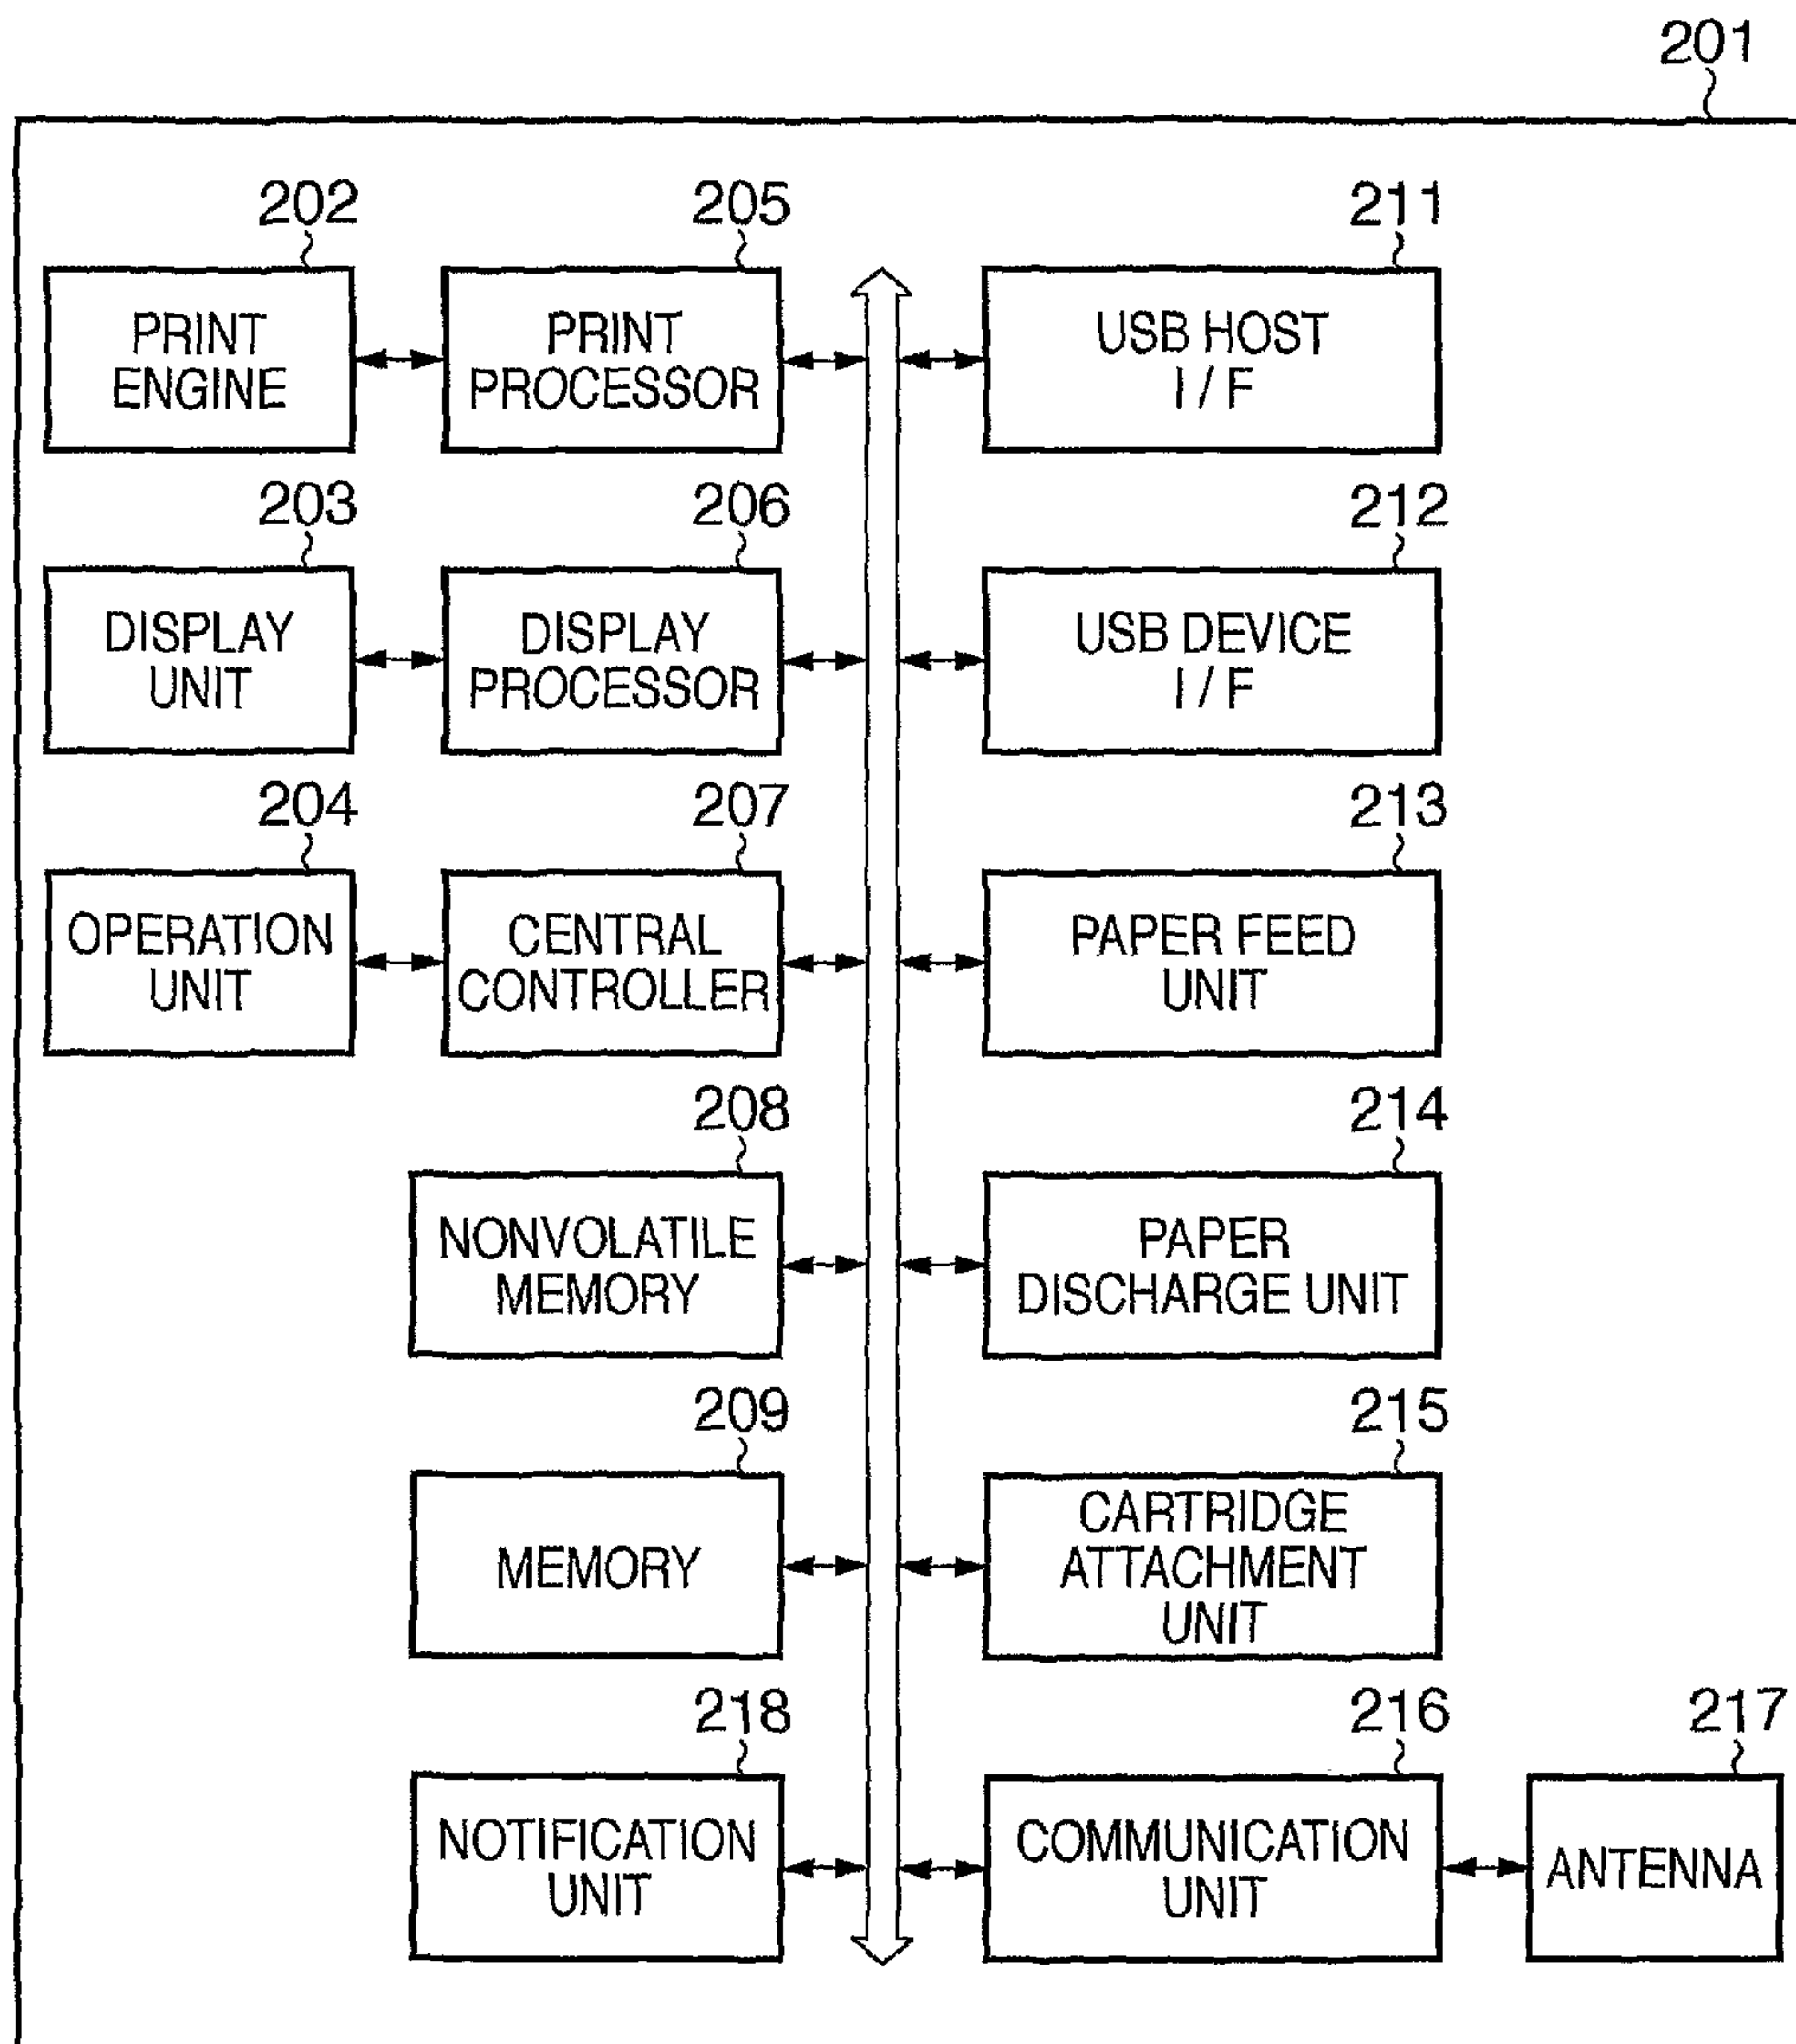 201
202
205
211
PRINT
ENGINE
PRINT
PROCESSOR
USB HOST
I / F
203
206
212
DISPLAY
UNIT
DISPLAY
PROCESSOR
USB DEVICE
I / F
204
207
213
OPERATION
UNIT
CENTRAL
CONTROLLER
PAPER FEED
UNIT
208
214
NONVOLATILE
MEMORY
PAPER
DISCHARGE UNIT
209
215
MEMORY
CARTRIDGE
ATTACHMENT
UNIT
218
216
217
NOTIFICATION
UNIT
COMMUNICATION
UNIT
ANTENNA